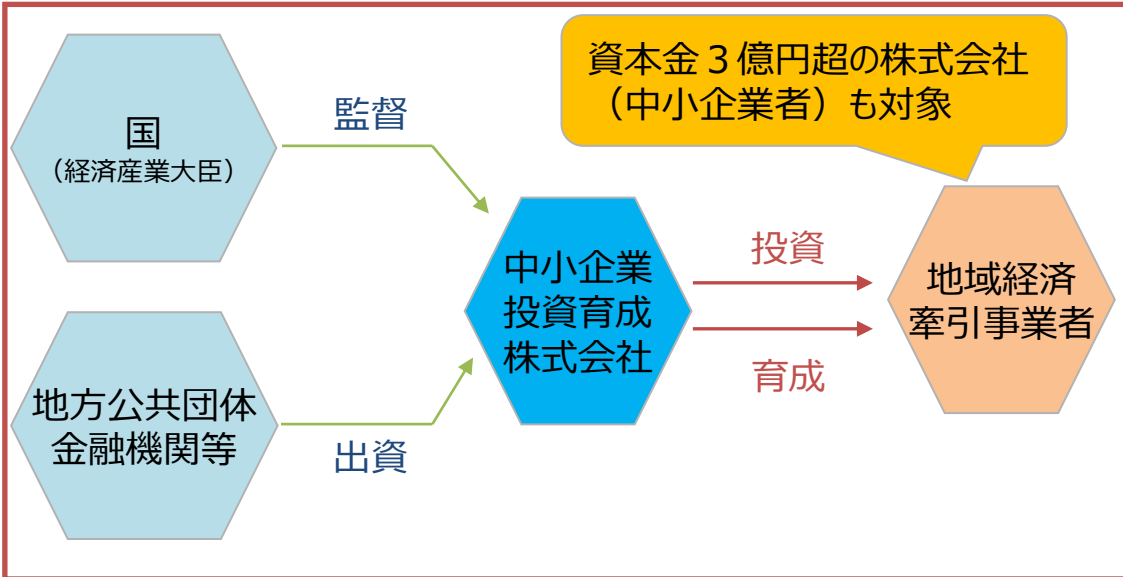 国
（経済産業大臣）
監督
資本金３億円超の株式会社
（中小企業者）も対象
中小企業
投資育成
株式会社
投資
育成
地域経済
牽引事業者
地方公共団体
金融機関等
出資